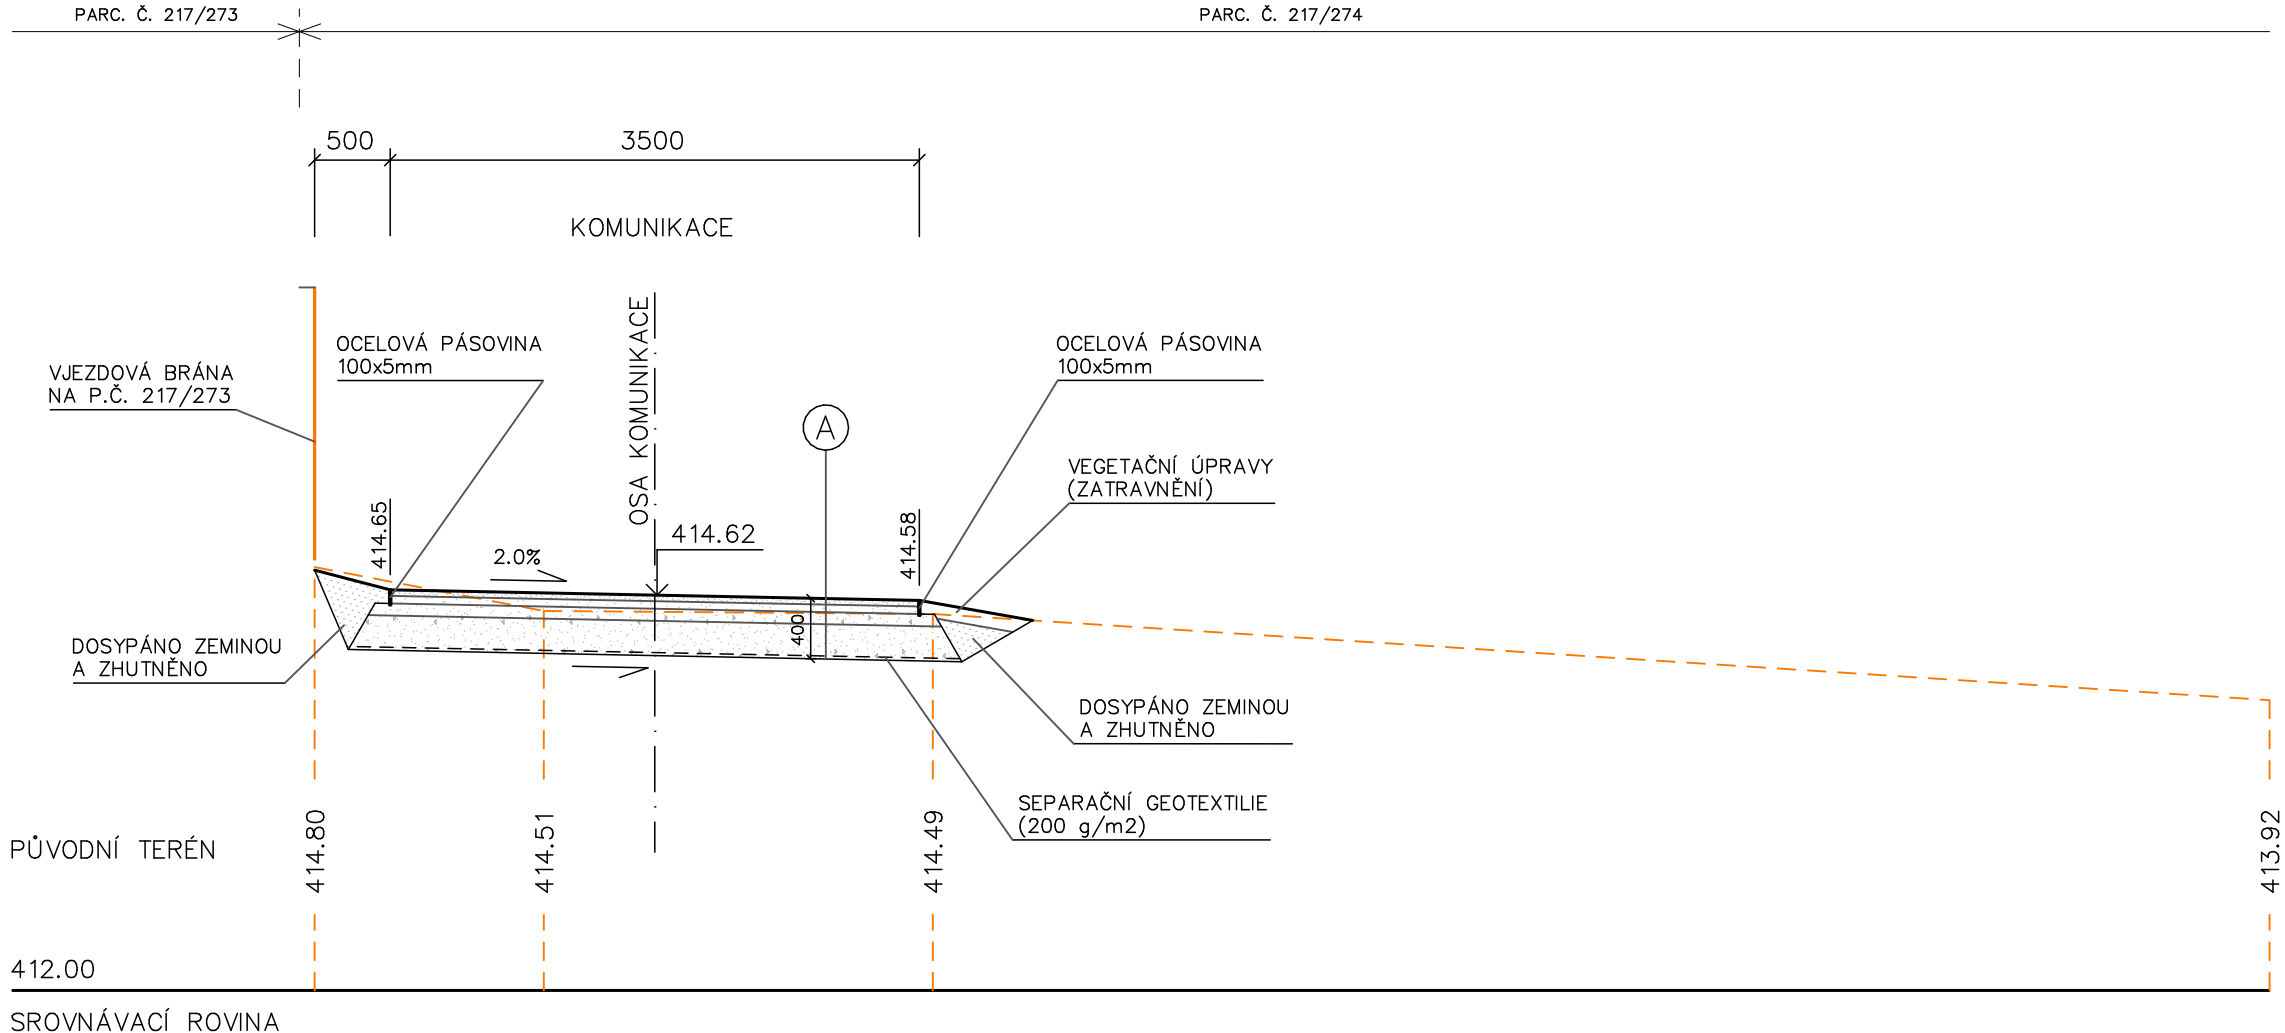 PARC. Č. 217/273
PARC. Č. 217/274
500
3500
KOMUNIKACE
OSA KOMUNIKACE
OCELOVÁ PÁSOVINA
100x5mm
OCELOVÁ PÁSOVINA
100x5mm
VJEZDOVÁ BRÁNA
NA P.Č. 217/273
A
VEGETAČNÍ ÚPRAVY
(ZATRAVNĚNÍ)
414.65
2.0%
414.62
414.58
400
DOSYPÁNO ZEMINOU
A ZHUTNĚNO
DOSYPÁNO ZEMINOU
A ZHUTNĚNO
SEPARAČNÍ GEOTEXTILIE
(200 g/m2)
PŮVODNÍ TERÉN
414.80
414.51
414.49
413.92
412.00
SROVNÁVACÍ ROVINA